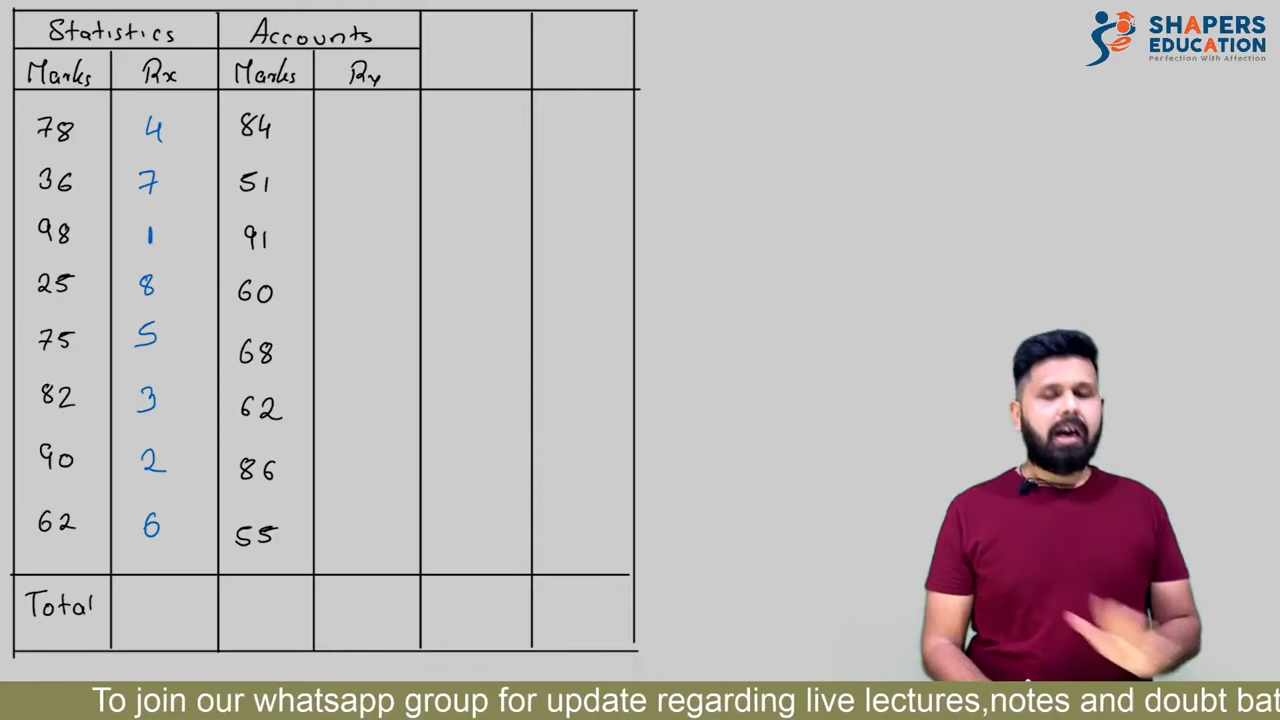 Statistics Accounts
Marks Rx Marks Ry
78 4 84
36 7 51
98 1 91
25 8 60
75 5 68
82 3 62
90 2 86
62 6 55
Total
SHAPERS
EDUCATION
Perfection With Affection
To join our whatsapp group for update regarding live lectures,notes and doubt bat